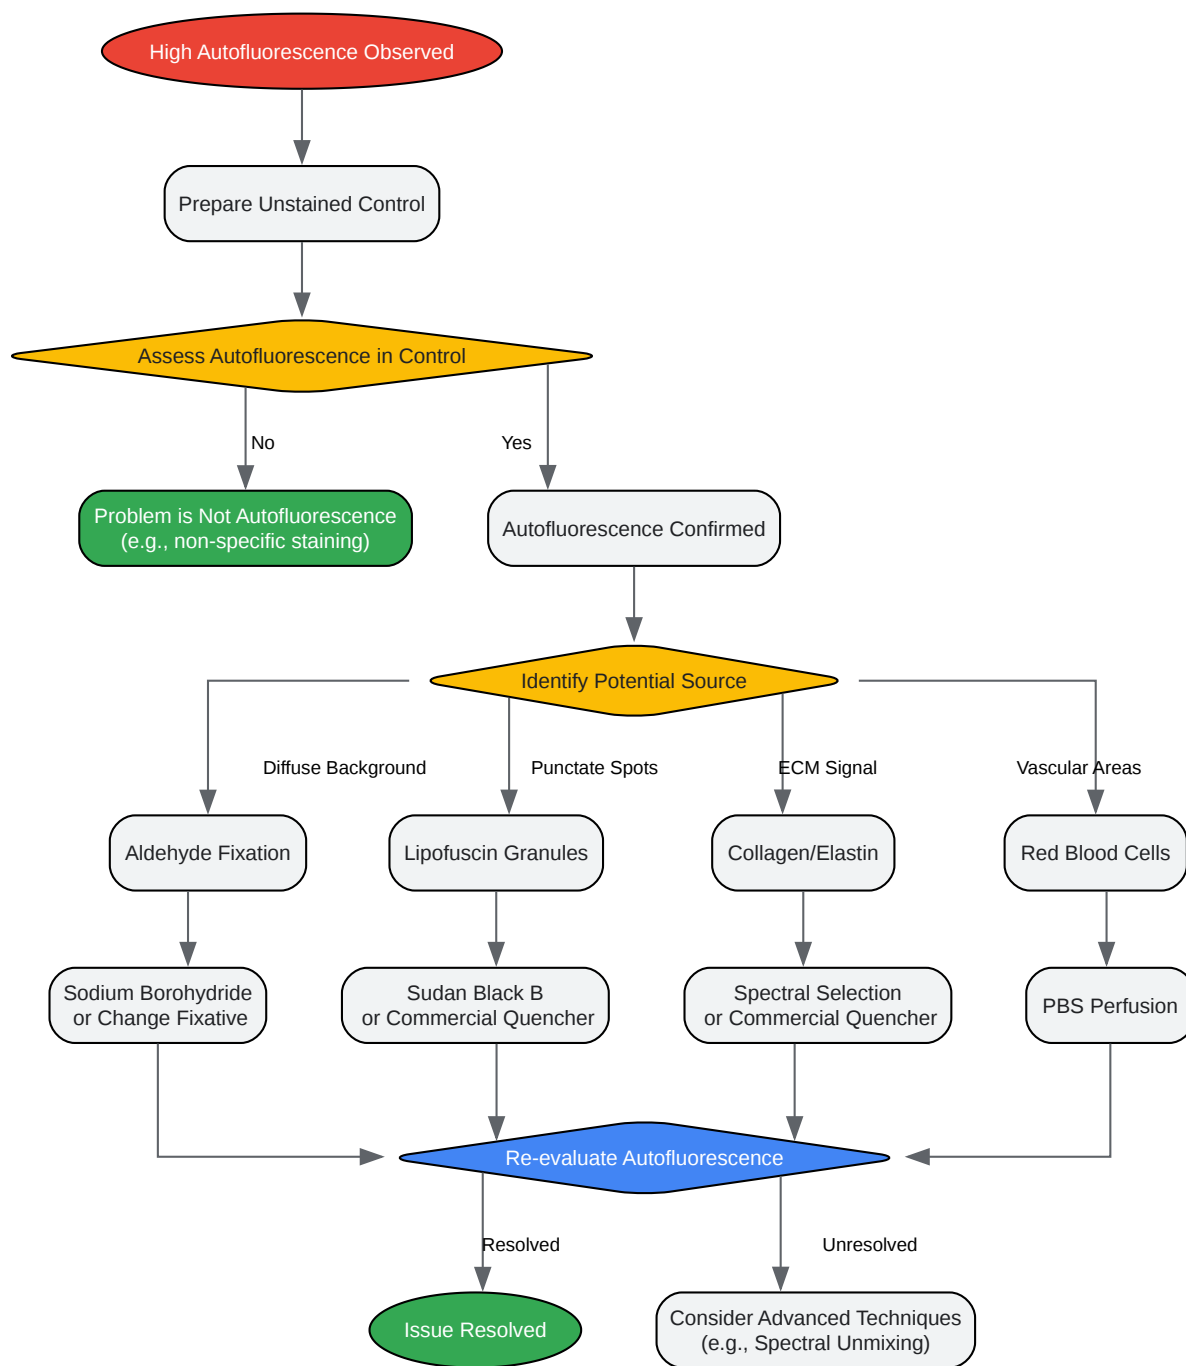 High Autofluorescence Observed
Prepare Unstained Control
Assess Autofluorescence in Control
No
Yes
Problem is Not Autofluorescence
(e.g., non-specific staining)
Autofluorescence Confirmed
Identify Potential Source
Diffuse Background
Punctate Spots
ECM Signal
Vascular Areas
Aldehyde Fixation
Lipofuscin Granules
Collagen/Elastin
Red Blood Cells
Sodium Borohydride
or Change Fixative
Sudan Black B
or Commercial Quencher
Spectral Selection
or Commercial Quencher
PBS Perfusion
Re-evaluate Autofluorescence
Resolved
Unresolved
Issue Resolved
Consider Advanced Techniques
(e.g., Spectral Unmixing)